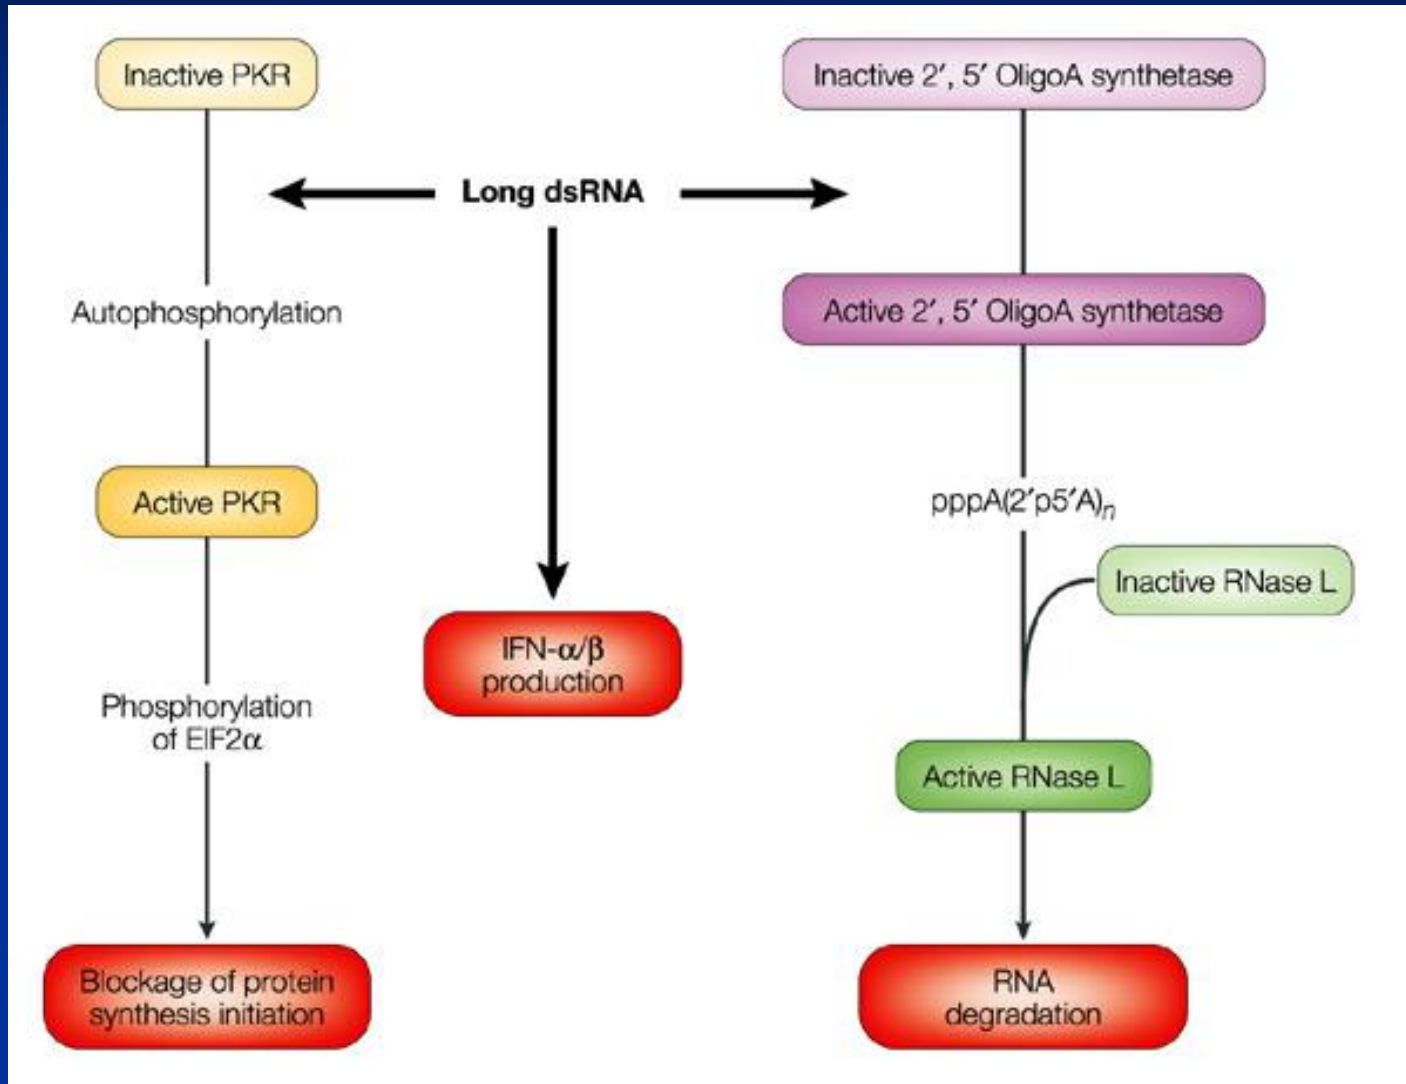 Inactive PKR
Inactive 2′, 5′ OligoA synthetase
Long dsRNA
Autophosphorylation
Active 2′, 5′ OligoA synthetase
Active PKR
pppA(2′p5′A)n
Inactive RNase L
IFN-α/β
production
Phosphorylation
of EIF2α
Active RNase L
Blockage of protein
synthesis initiation
RNA
degradation